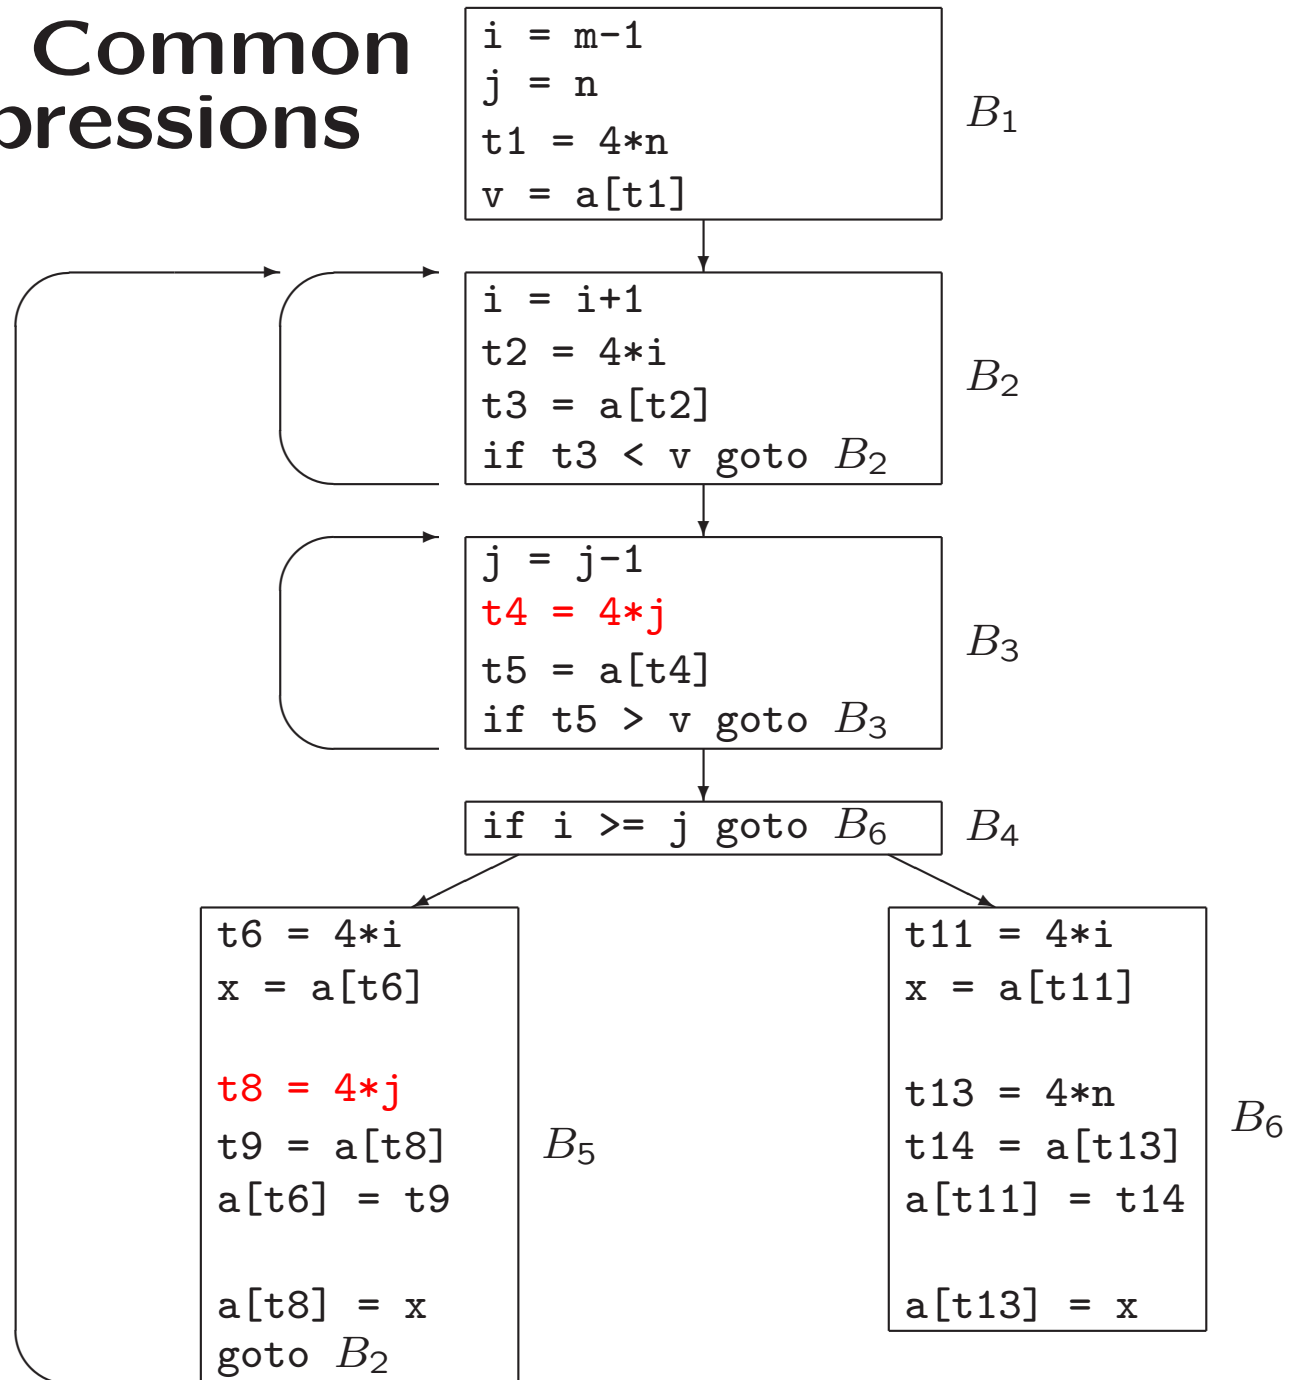 Common
pressions
i = m-1
j = n
t1 = 4*n
v = a[t1]
B1
i = i+1
t2 = 4*i
t3 = a[t2]
if t3 < v goto B2
B2
j = j-1
t4 = 4*j
t5 = a[t4]
if t5 > v goto B3
B3
if i >= j goto B6
B4
t6 = 4*i
x = a[t6]
t8 = 4*j
t9 = a[t8]
a[t6] = t9
a[t8] = x
goto B2
B5
t11 = 4*i
x = a[t11]
t13 = 4*n
t14 = a[t13]
a[t11] = t14
a[t13] = x
B6